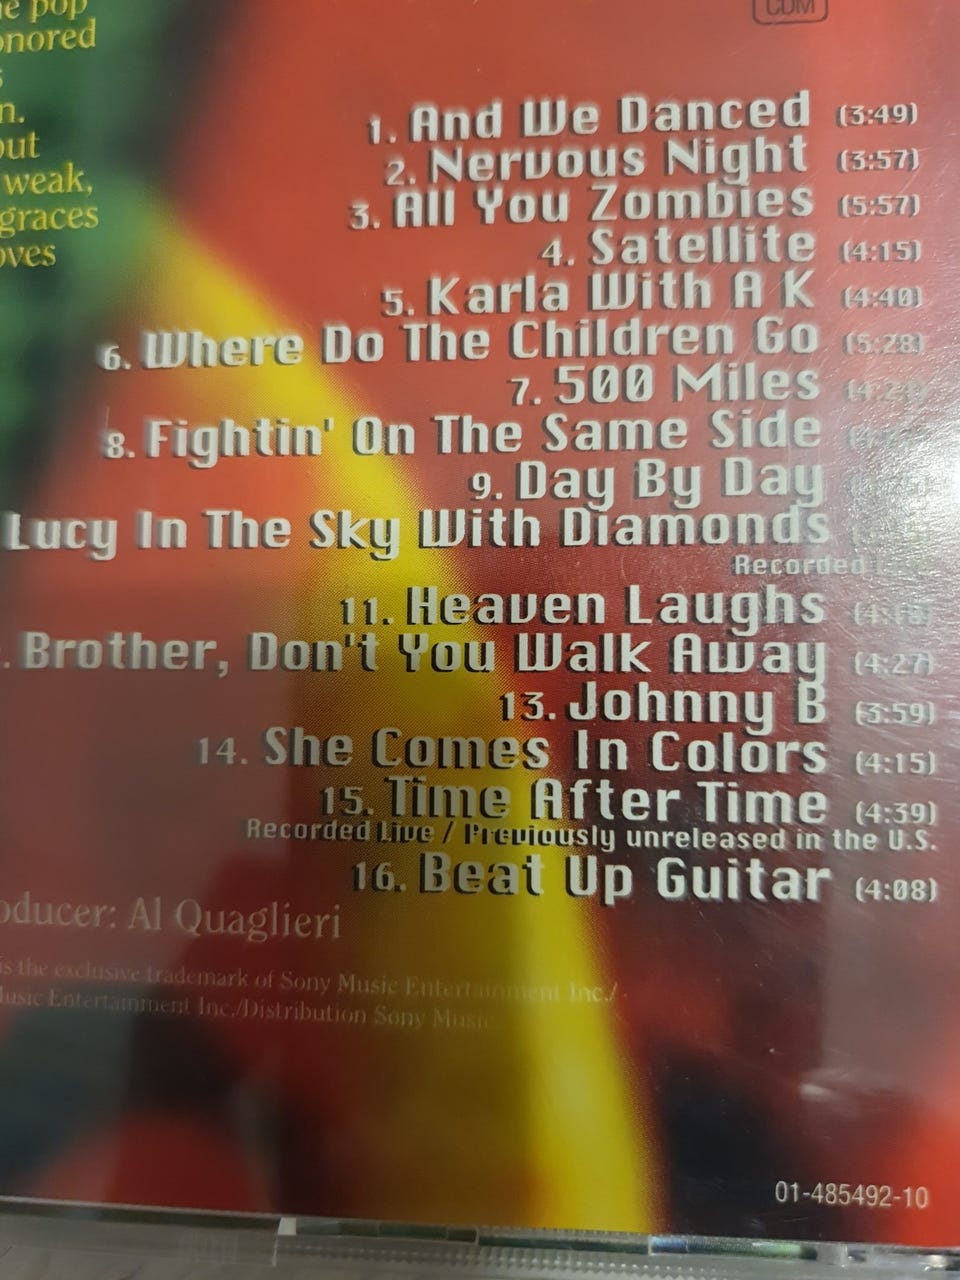 pop
CDM
weak,
graces
1. And We Danced (3:49)
2. Nervous Night (3:57)
3. All You Zombies (5:57)
4. Satellite (4:15)
5. Karla With A K (4:40)
6. Where Do The Children Go (5:28)
7. 500 Miles
8. Fightin' On The Same Side
9. Day By Day
Lucy In The Sky With Diamonds
Recorded
11. Heaven Laughs (4:18)
Brother, Don't You Walk Away (4:27)
13. Johnny B (3:59)
14. She Comes In Colors (4:15)
15. Time After Time (4:39)
Recorded Live / Previously unreleased in the U.S.
16. Beat Up Guitar (4:08)
oducer: Al Quaglieri
is the exclusive trademark of Sony Music Entertainment Inc./
Music Entertainment Inc./Distribution Sony Music
01-485492-10